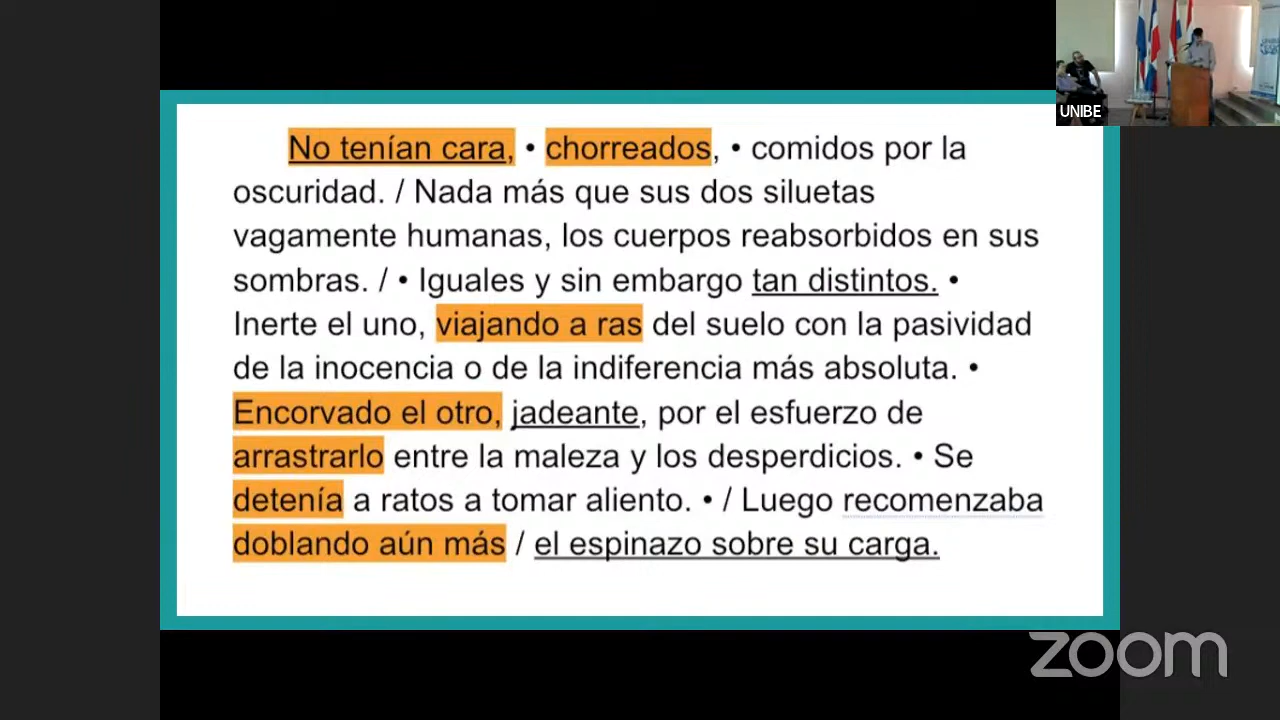 UNIBE
No tenían cara, • chorreados, • comidos por la
oscuridad. / Nada más que sus dos siluetas
vagamente humanas, los cuerpos reabsorbidos en sus
sombras. / • Iguales y sin embargo tan distintos. •
Inerte el uno, viajando a ras del suelo con la pasividad
de la inocencia o de la indiferencia más absoluta. •
Encorvado el otro, jadeante, por el esfuerzo de
arrastrarlo entre la maleza y los desperdicios. • Se
detenía a ratos a tomar aliento. • / Luego recomenzaba
doblando aún más / el espinazo sobre su carga.
zoom